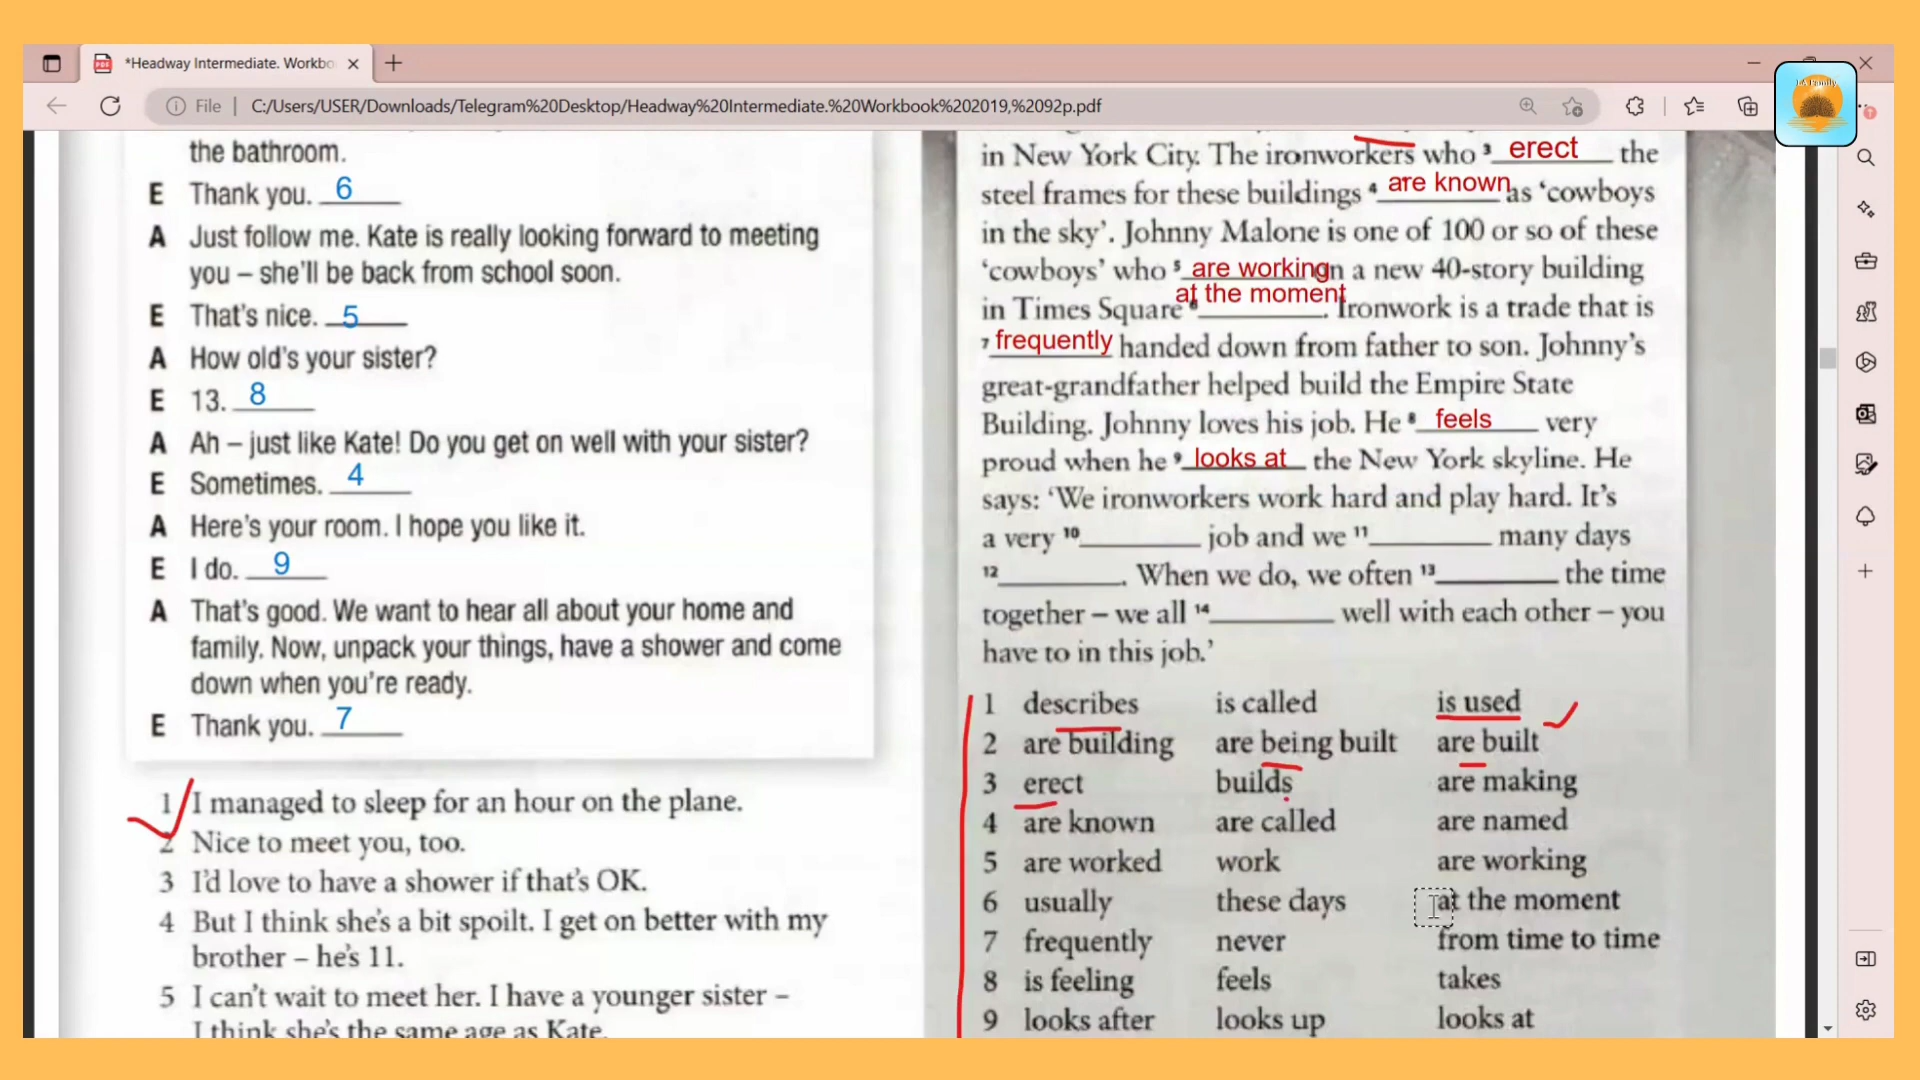 *Headway Intermediate. Workbo
File | C:/Users/USER/Downloads/Telegram%20Desktop/Headway%20Intermediate.%20Workbook%202019,%2092p.pdf
the bathroom.
E Thank you. 6
A Just follow me. Kate is really looking forward to meeting
you – she'll be back from school soon.
E That's nice. 5
A How old's your sister?
E 13. 8
A Ah – just like Kate! Do you get on well with your sister?
E Sometimes. 4
A Here's your room. I hope you like it.
E I do. 9
A That's good. We want to hear all about your home and
family. Now, unpack your things, have a shower and come
down when you're ready.
E Thank you. 7
1 I managed to sleep for an hour on the plane.
2 Nice to meet you, too.
3 I'd love to have a shower if that's OK.
4 But I think she's a bit spoilt. I get on better with my
brother – he's 11.
5 I can't wait to meet her. I have a younger sister –
I think she's the same age as Kate.
in New York City. The ironworkers who ³ erect the
steel frames for these buildings ⁴ are known as 'cowboys
in the sky'. Johnny Malone is one of 100 or so of these
'cowboys' who ⁵ are working n a new 40-story building
in Times Square ⁶ at the moment. Ironwork is a trade that is
⁷ frequently handed down from father to son. Johnny's
great-grandfather helped build the Empire State
Building. Johnny loves his job. He ⁸ feels very
proud when he ⁹ looks at the New York skyline. He
says: 'We ironworkers work hard and play hard. It's
a very ¹⁰__________ job and we ¹¹__________ many days
¹²__________. When we do, we often ¹³__________ the time
together – we all ¹⁴__________ well with each other – you
have to in this job.'
1 describes is called is used
2 are building are being built are built
3 erect builds are making
4 are known are called are named
5 are worked work are working
6 usually these days at the moment
7 frequently never from time to time
8 is feeling feels takes
9 looks after looks up looks at